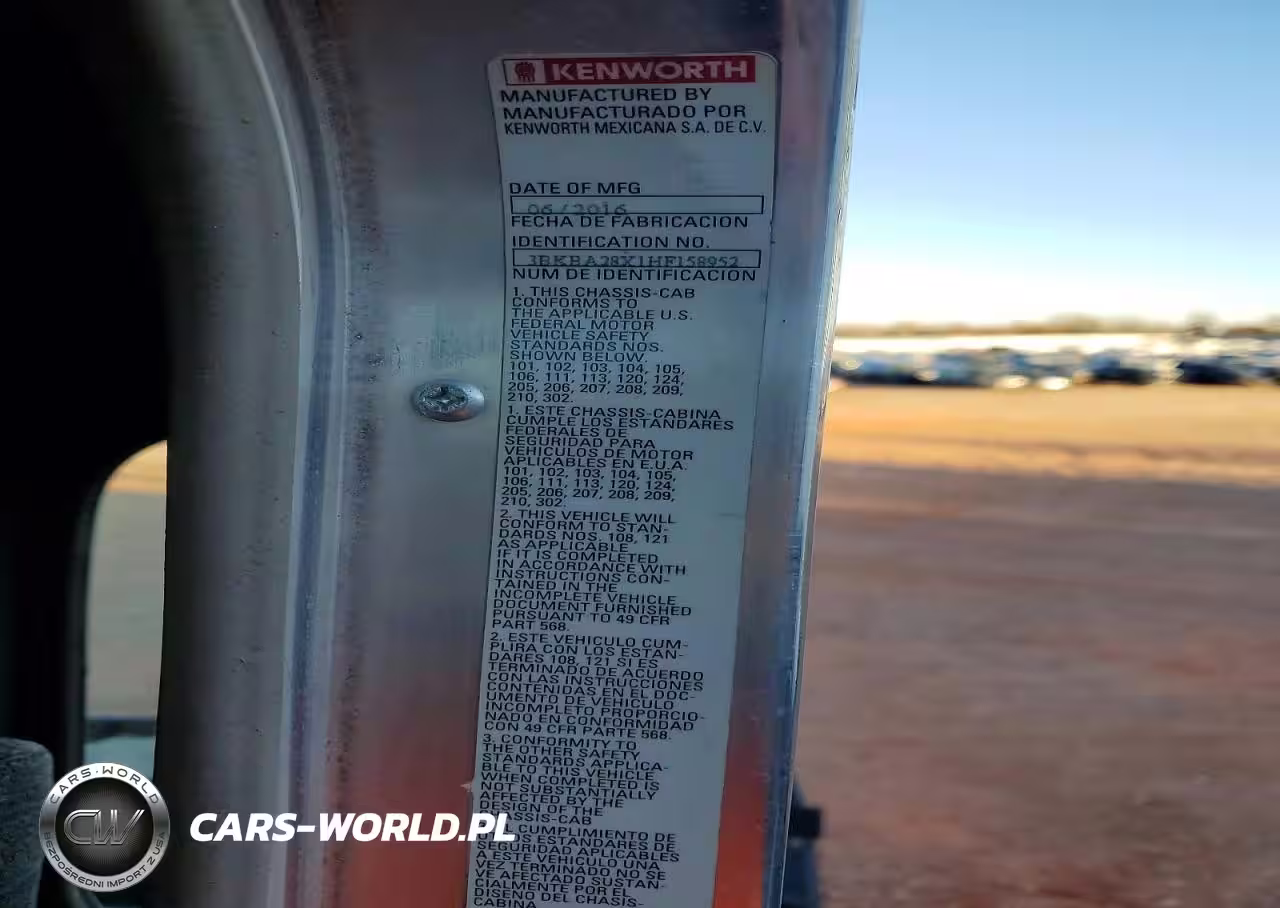 KENWORTH
MANUFACTURED BY
MANUFACTURADO POR
KENWORTH MEXICANA S.A. DE C.V.
DATE OF MFG
06/2016
FECHA DE FABRICACION
IDENTIFICATION NO.
3BKBA28X1HF158952
NUM DE IDENTIFICACION
1. THIS CHASSIS-CAB
CONFORMS TO
THE APPLICABLE U.S.
FEDERAL MOTOR
VEHICLE SAFETY
STANDARDS NOS.
SHOWN BELOW.
101, 102, 103, 104, 105,
106, 111, 113, 120, 124,
205, 206, 207, 208, 209,
210, 302.
1. ESTE CHASSIS-CABINA
CUMPLE LOS ESTANDARES
FEDERALES DE
SEGURIDAD PARA
VEHICULOS DE MOTOR
APLICABLES EN E.U.A.
101, 102, 103, 104, 105,
106, 111, 113, 120, 124,
205, 206, 207, 208, 209,
210, 302.
2. THIS VEHICLE WILL
CONFORM TO STAN-
DARDS NOS. 108, 121
AS APPLICABLE
IF IT IS COMPLETED
IN ACCORDANCE WITH
INSTRUCTIONS CON-
TAINED IN THE
INCOMPLETE VEHICLE
DOCUMENT FURNISHED
PURSUANT TO 49 CFR
PART 568.
2. ESTE VEHICULO CUM-
PLIRA CON LOS ESTAN-
DARES 108, 121 SI ES
TERMINADO DE ACUERDO
CON LAS INSTRUCCIONES
CONTENIDAS EN EL DOC-
UMENTO DE VEHICULO
INCOMPLETO PROPORCIO-
NADO EN CONFORMIDAD
CON 49 CFR PARTE 568.
3. CONFORMITY TO
THE OTHER SAFETY
STANDARDS APPLICA-
BLE TO THIS VEHICLE
WHEN COMPLETED IS
NOT SUBSTANTIALLY
AFFECTED BY THE
DESIGN OF THE
CHASSIS-CAB
CUMPLIMIENTO DE
ESTANDARES DE
SEGURIDAD APLICABLES
A ESTE VEHICULO UNA
VEZ TERMINADO NO SE
VE AFECTADO SUSTAN-
CIALMENTE POR EL
DISENO DEL CHASIS-
CABINA
CARS-WORLD
CW
BEZPOŚREDNI IMPORT Z USA
CARS-WORLD.PL